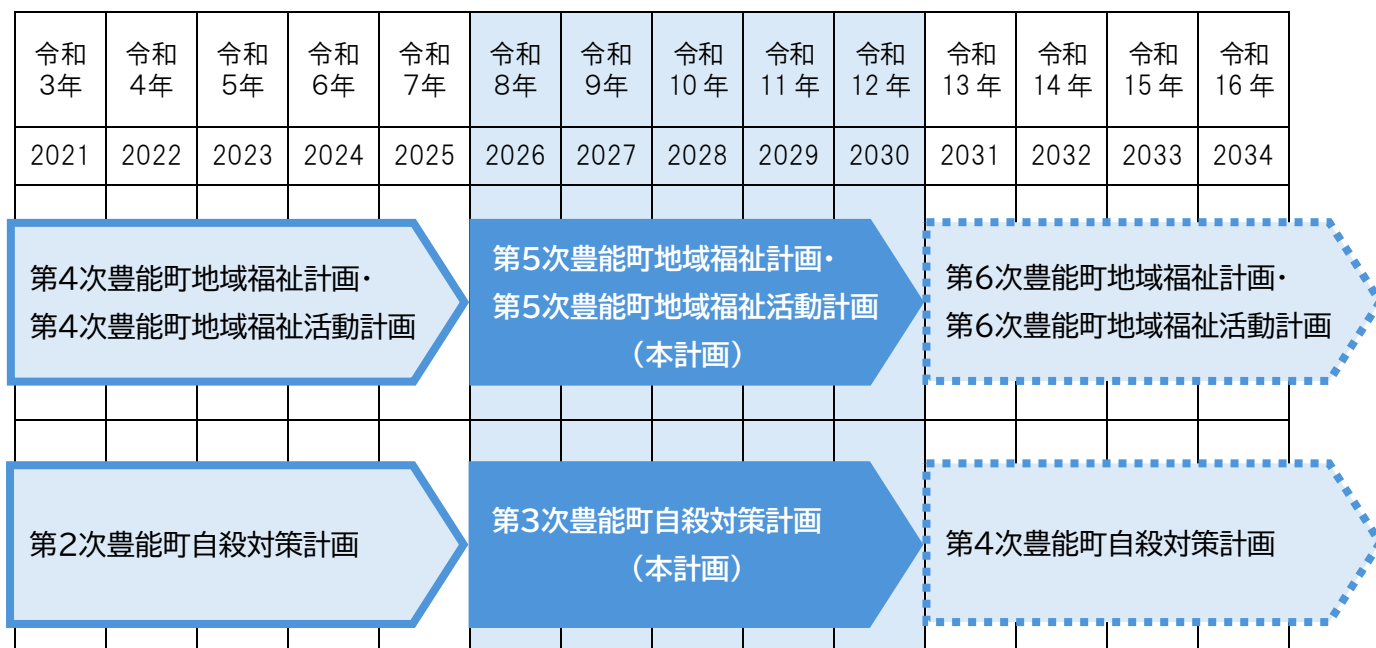 令和3年 令和4年 令和5年 令和6年 令和7年 令和8年 令和9年 令和10年 令和11年 令和12年 令和13年 令和14年 令和15年 令和16年
2021 2022 2023 2024 2025 2026 2027 2028 2029 2030 2031 2032 2033 2034
第4次豊能町地域福祉計画・
第4次豊能町地域福祉活動計画
第5次豊能町地域福祉計画・
第5次豊能町地域福祉活動計画
（本計画）
第6次豊能町地域福祉計画・
第6次豊能町地域福祉活動計画
第2次豊能町自殺対策計画
第3次豊能町自殺対策計画
（本計画）
第4次豊能町自殺対策計画